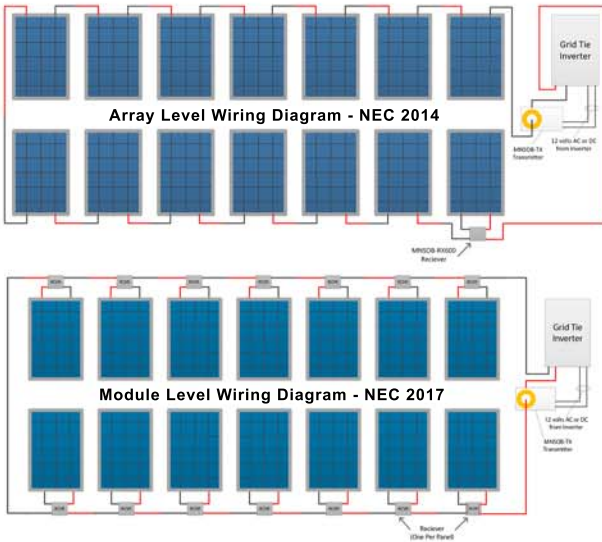 Grid Tie
Inverter
Array Level Wiring Diagram - NEC 2014
MNSOB-TX
Transmitter
12 volts AC or DC
from Inverter
MNSOB-RX600
Reciever
Grid Tie
Inverter
Module Level Wiring Diagram - NEC 2017
12 volts AC or DC
from Inverter
MNSOB-TX
Transmitter
Reciever
(One Per Panel)